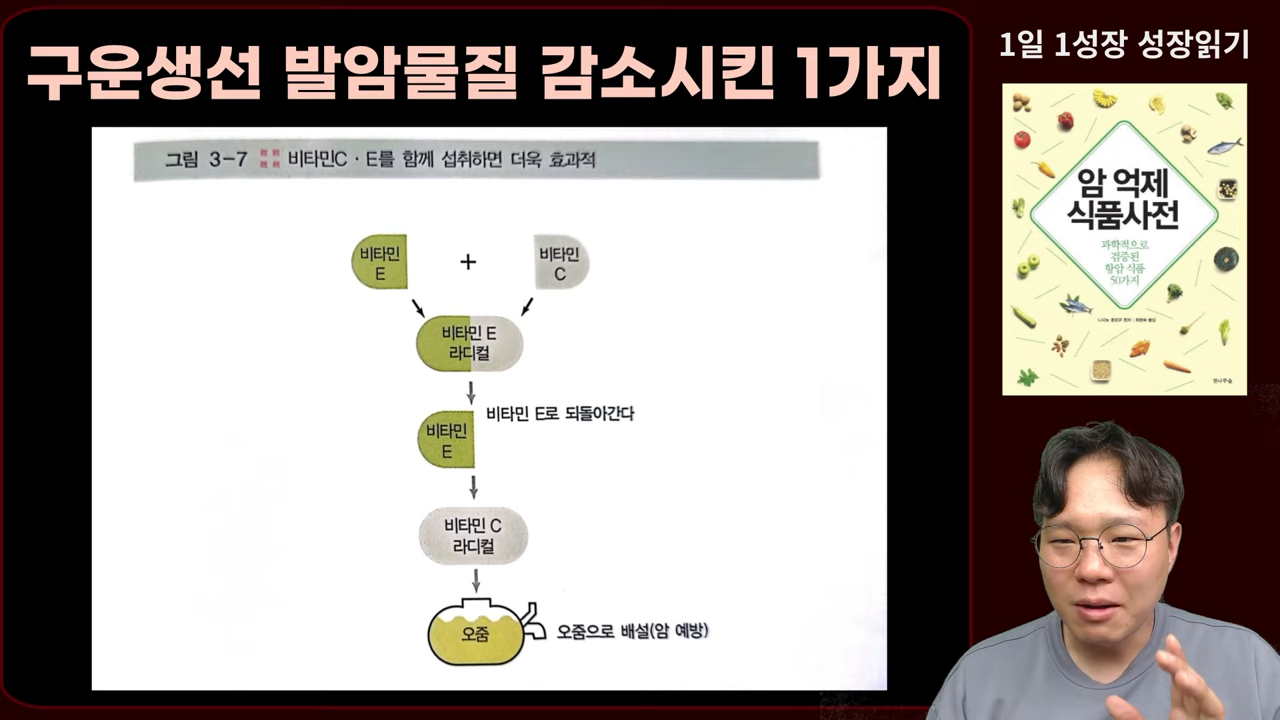 구운생선 발암물질 감소시킨 1가지
1일 1성장 성장읽기
그림 3-7 비타민C · E를 함께 섭취하면 더욱 효과적
비타민
E
+
비타민
C
비타민 E
라디컬
비타민 E로 되돌아간다
비타민
E
비타민 C
라디컬
오줌
오줌으로 배설(암 예방)
암 억제
식품사전
과학적으로
검증된
항암 식품
50가지
전나무숲